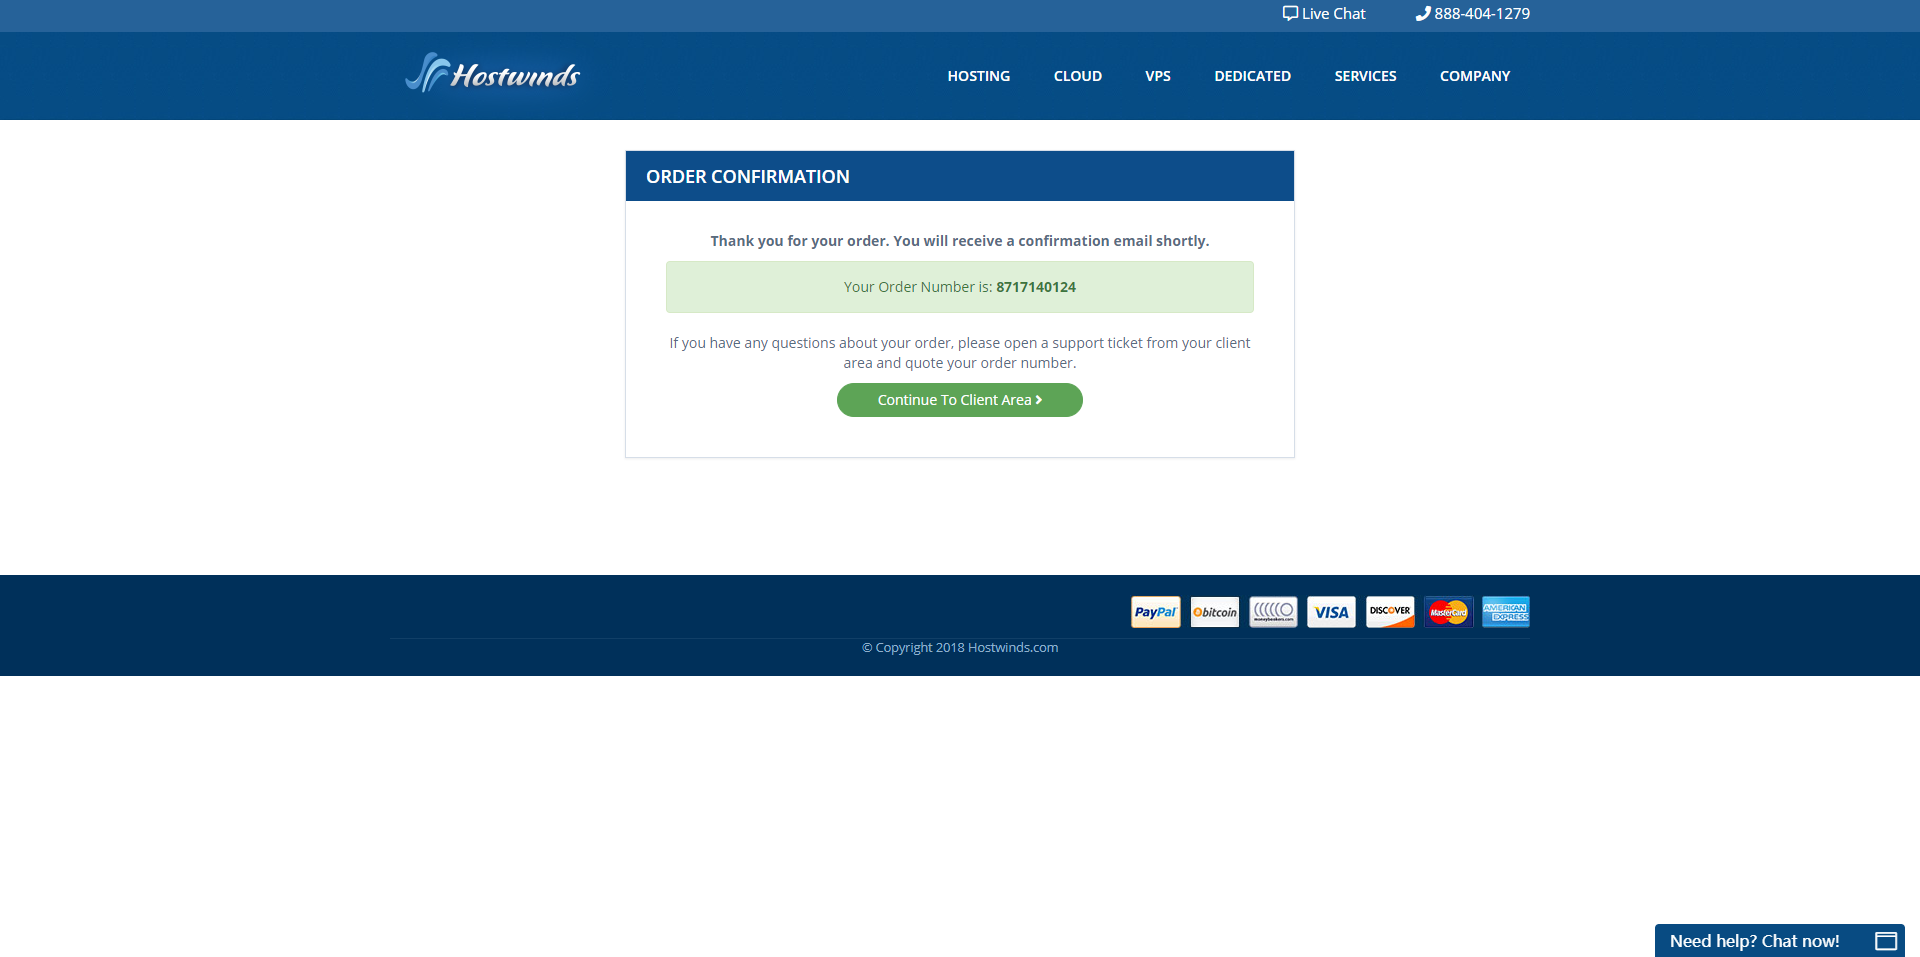 Live Chat 888-404-1279
Hostwinds HOSTING CLOUD VPS DEDICATED SERVICES COMPANY
ORDER CONFIRMATION
Thank you for your order. You will receive a confirmation email shortly.
Your Order Number is: 8717140124
If you have any questions about your order, please open a support ticket from your client
area and quote your order number.
Continue To Client Area
PayPal bitcoin moneybookers.com VISA DISCOVER MasterCard AMERICAN EXPRESS
© Copyright 2018 Hostwinds.com
Need help? Chat now!